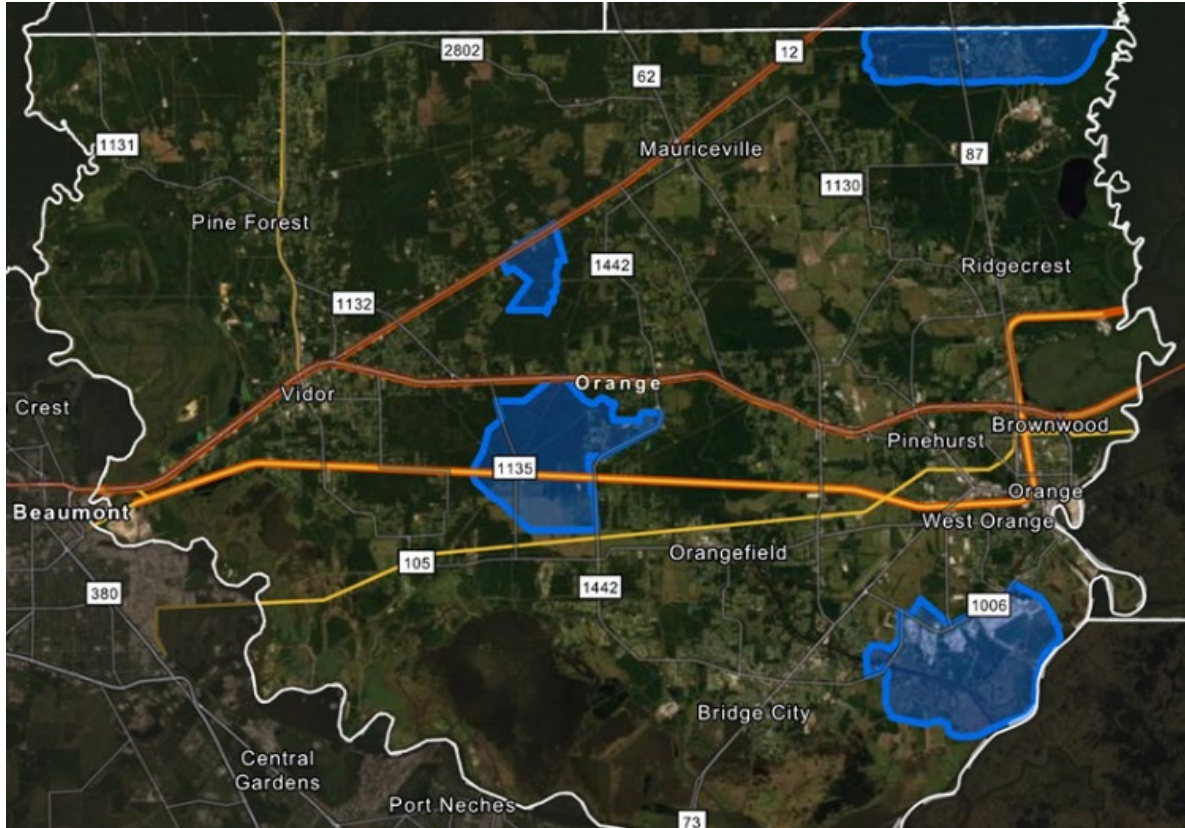 2802
12
62
1131
Mauriceville
87
1130
Pine Forest
1442
Ridgecrest
1132
Orange
Vidor
Crest
Brownwood
Pinehurst
1135
Orange
Beaumont
West Orange
Orangefield
105
1442
380
1006
Bridge City
Central
Gardens
Port Neches
73